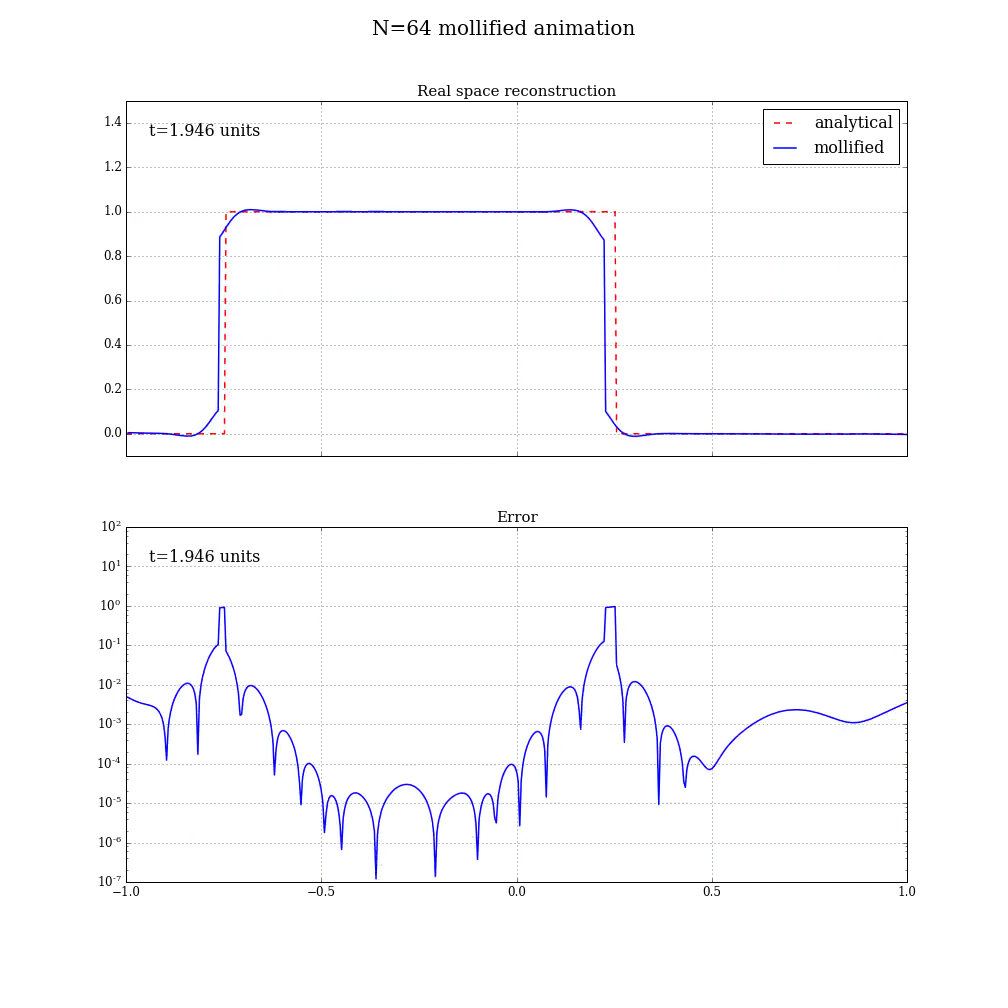 N=64 mollified animation
Real space reconstruction
t=1.946 units
analytical
mollified
1.4
1.2
1.0
0.8
0.6
0.4
0.2
0.0
Error
t=1.946 units
10²
10¹
10⁰
10⁻¹
10⁻²
10⁻³
10⁻⁴
10⁻⁵
10⁻⁶
10⁻⁷
−1.0 −0.5 0.0 0.5 1.0